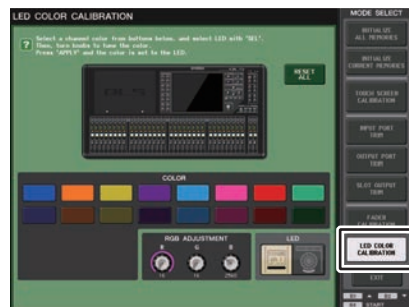 LED COLOR CALIBRATION
MODE SELECT
Select a channel color from buttons below, and select LED with "SEL".
Then, turn knobs to tune the color.
Press "APPLY" and the color is set to the LED.
RESET
ALL
INITIALIZE
ALL MEMORIES
INITIALIZE
CURRENT MEMORIES
TOUCH SCREEN
CALIBRATION
INPUT PORT
TRIM
OUTPUT PORT
TRIM
SLOT OUTPUT
TRIM
FADER
CALIBRATION
LED COLOR
CALIBRATION
EXIT
COLOR
RGB ADJUSTMENT
R G B
LED
START